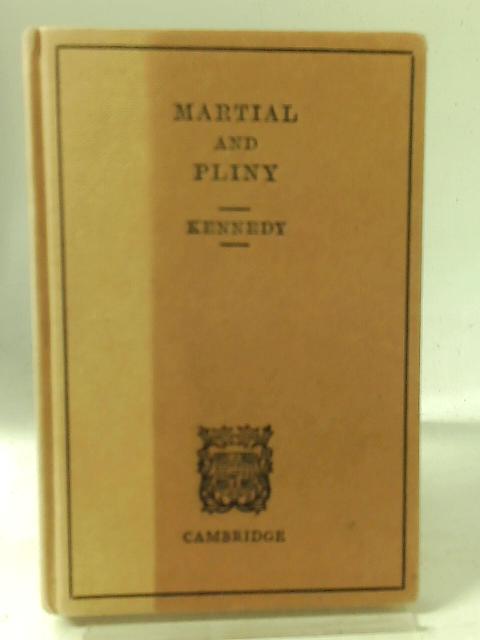 MARTIAL
AND
PLINY
KENNEDY
CAMBRIDGE